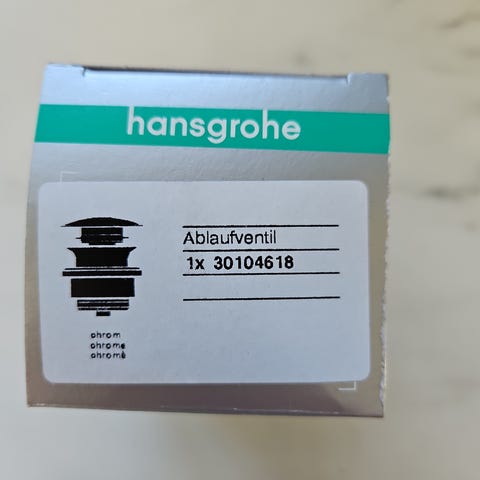 hansgrohe
Ablaufventil
1x 30104618
chrom
chrome
chromé